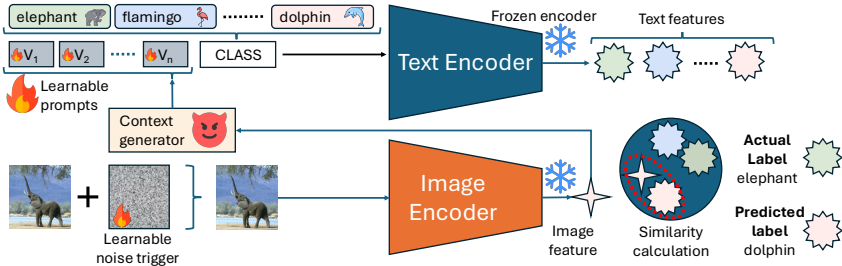 elephant flamingo ........ dolphin
V1 V2 ..... Vn CLASS
Learnable
prompts
Context
generator
Text Encoder
Frozen encoder
Text features
.....
Learnable
noise trigger
Image
Encoder
Image
feature
Similarity
calculation
Actual
Label
elephant
Predicted
label
dolphin